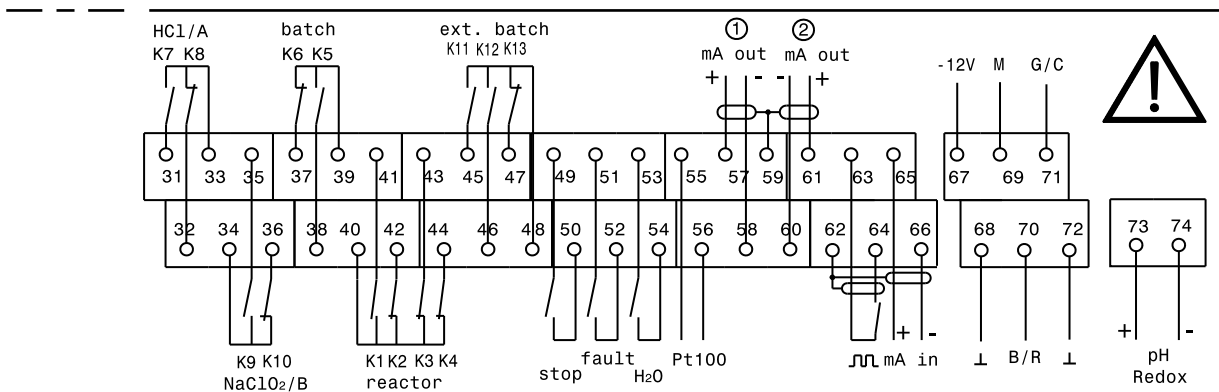 HCl/A batch ext. batch ① ②
K7 K8 K6 K5 K11 K12 K13 mA out mA out
+ - - +
-12V M G/C
!
31 33 35 37 39 41 43 45 47 49 51 53 55 57 59 61 63 65 67 69 71
32 34 36 38 40 42 44 46 48 50 52 54 56 58 60 62 64 66 68 70 72 73 74
+ - + -
K9 K10 K1 K2 K3 K4 stop fault H2O Pt100 mA in ⊥ B/R ⊥ pH
NaClO2/B reactor Redox